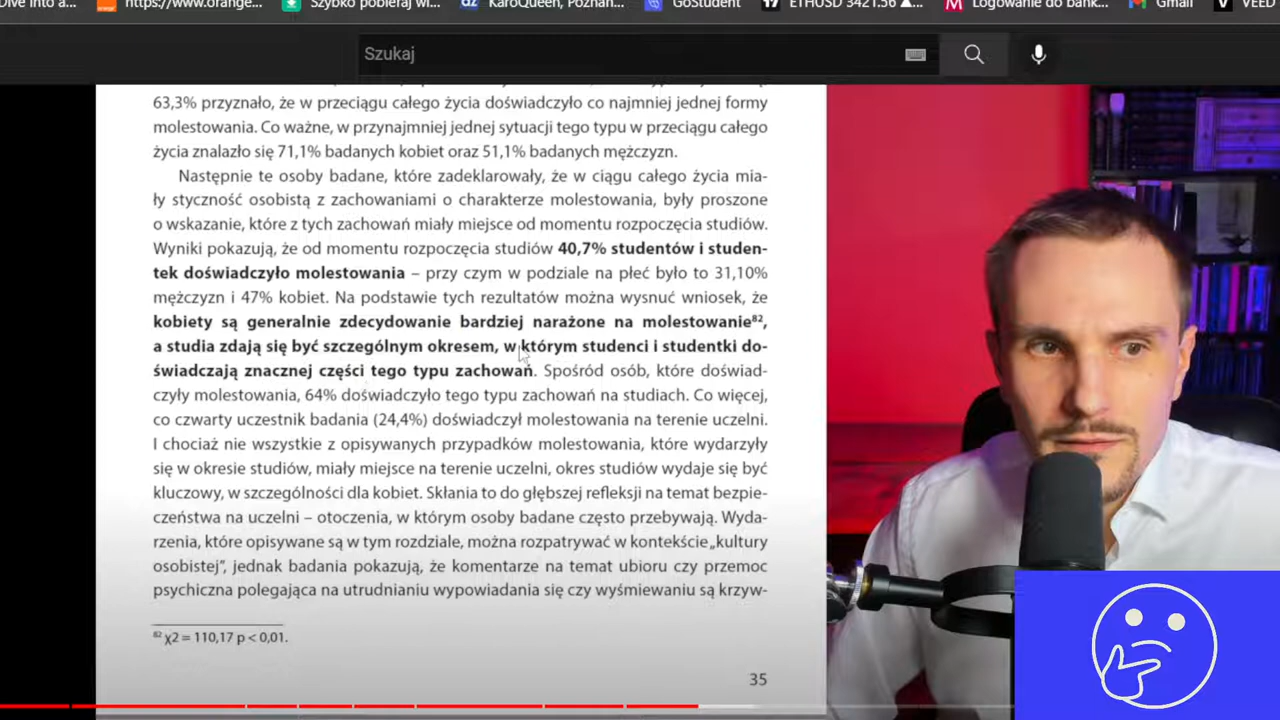 Dive into a...
https://www.orange...
Szybko pobieraj wi...
KaroQueen, Poznań...
GoStudent
ETHUSD 3421.56 ▲...
Logowanie do bank...
Gmail
VEED
Szukaj
63,3% przyznało, że w przeciągu całego życia doświadczyło co najmniej jednej formy
molestowania. Co ważne, w przynajmniej jednej sytuacji tego typu w przeciągu całego
życia znalazło się 71,1% badanych kobiet oraz 51,1% badanych mężczyzn.
Następnie te osoby badane, które zadeklarowały, że w ciągu całego życia mia-
ły styczność osobistą z zachowaniami o charakterze molestowania, były proszone
o wskazanie, które z tych zachowań miały miejsce od momentu rozpoczęcia studiów.
Wyniki pokazują, że od momentu rozpoczęcia studiów 40,7% studentów i studen-
tek doświadczyło molestowania – przy czym w podziale na płeć było to 31,10%
mężczyzn i 47% kobiet. Na podstawie tych rezultatów można wysnuć wniosek, że
kobiety są generalnie zdecydowanie bardziej narażone na molestowanie⁸²,
a studia zdają się być szczególnym okresem, w którym studenci i studentki do-
świadczają znacznej części tego typu zachowań. Spośród osób, które doświad-
czyły molestowania, 64% doświadczyło tego typu zachowań na studiach. Co więcej,
co czwarty uczestnik badania (24,4%) doświadczył molestowania na terenie uczelni.
I chociaż nie wszystkie z opisywanych przypadków molestowania, które wydarzyły
się w okresie studiów, miały miejsce na terenie uczelni, okres studiów wydaje się być
kluczowy, w szczególności dla kobiet. Skłania to do głębszej refleksji na temat bezpie-
czeństwa na uczelni – otoczenia, w którym osoby badane często przebywają. Wyda-
rzenia, które opisywane są w tym rozdziale, można rozpatrywać w kontekście „kultury
osobistej”, jednak badania pokazują, że komentarze na temat ubioru czy przemoc
psychiczna polegająca na utrudnianiu wypowiadania się czy wyśmiewaniu są krzyw-
⁸² χ2 = 110,17 p < 0,01.
35